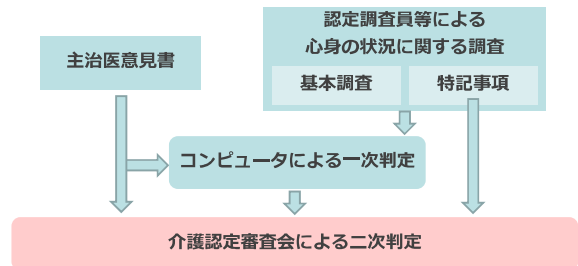 認定調査員等による
心身の状況に関する調査
主治医意見書
基本調査
特記事項
コンピュータによる一次判定
介護認定審査会による二次判定